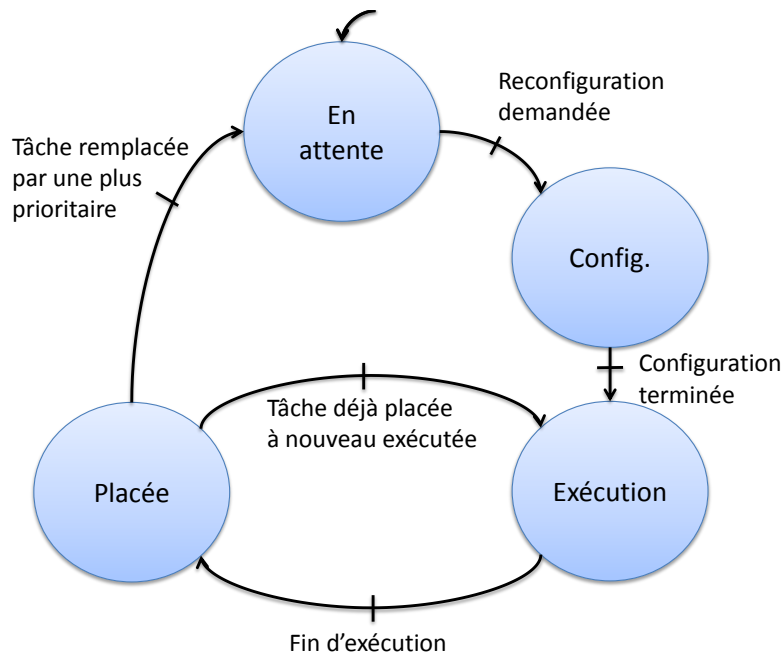 En
attente
Reconfiguration
demandée
Tâche remplacée
par une plus
prioritaire
Config.
Configuration
terminée
Tâche déjà placée
à nouveau exécutée
Placée
Exécution
Fin d’exécution